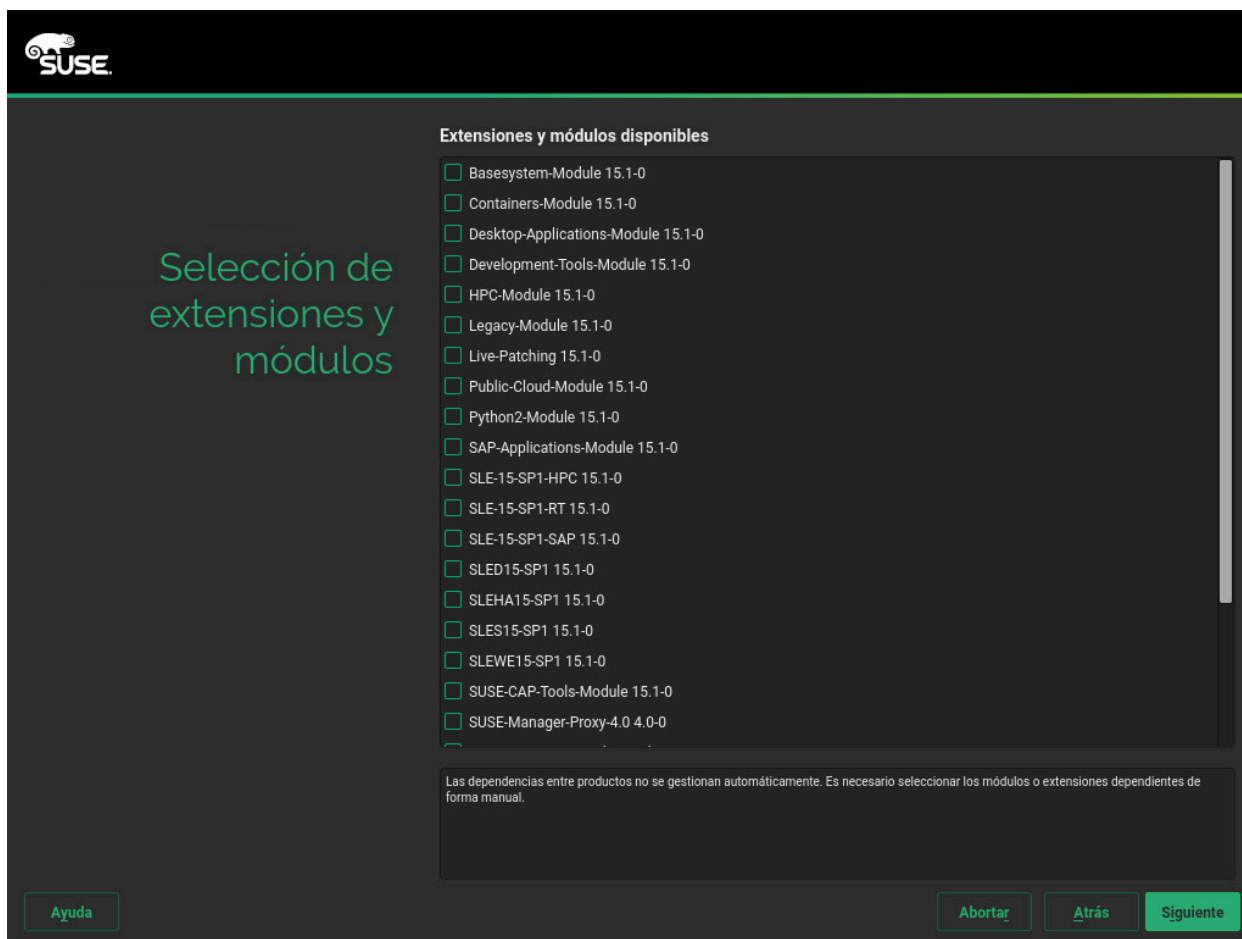 SUSE.
Extensiones y módulos disponibles
Basesystem-Module 15.1-0
Containers-Module 15.1-0
Desktop-Applications-Module 15.1-0
Development-Tools-Module 15.1-0
Selección de
extensiones y
módulos
HPC-Module 15.1-0
Legacy-Module 15.1-0
Live-Patching 15.1-0
Public-Cloud-Module 15.1-0
Python2-Module 15.1-0
SAP-Applications-Module 15.1-0
SLE-15-SP1-HPC 15.1-0
SLE-15-SP1-RT 15.1-0
SLE-15-SP1-SAP 15.1-0
SLED15-SP1 15.1-0
SLEHA15-SP1 15.1-0
SLES15-SP1 15.1-0
SLEWE15-SP1 15.1-0
SUSE-CAP-Tools-Module 15.1-0
SUSE-Manager-Proxy-4.0 4.0-0
Las dependencias entre productos no se gestionan automáticamente. Es necesario seleccionar los módulos o extensiones dependientes de
forma manual.
Ayuda
Abortar
Atrás
Siguiente